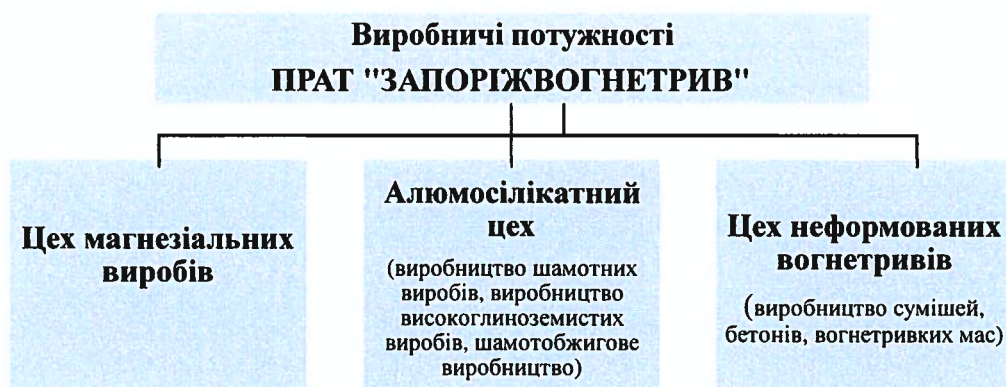 Виробничі потужності
ПРАТ "ЗАПОРІЖВОГНЕТРИВ"
Цех магнезіальних
виробів
Алюмосілікатний
цех
(виробництво шамотних
виробів, виробництво
високоглиноземистих
виробів, шамотобжигове
виробництво)
Цех неформованих
вогнетривів
(виробництво сумішей,
бетонів, вогнетривких мас)